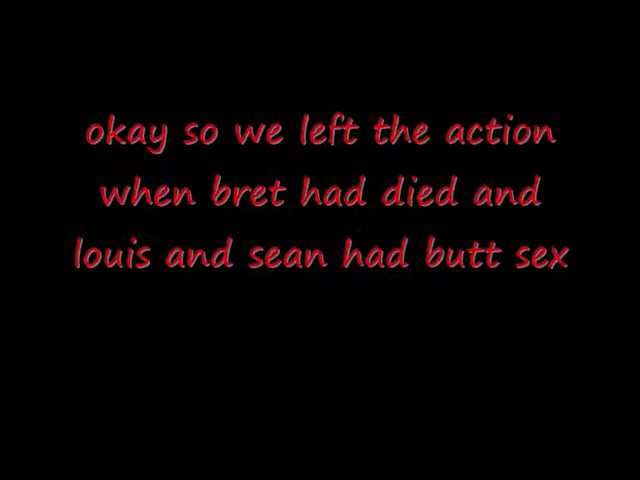 okay so we left the action
when bret had died and
louis and sean had butt sex